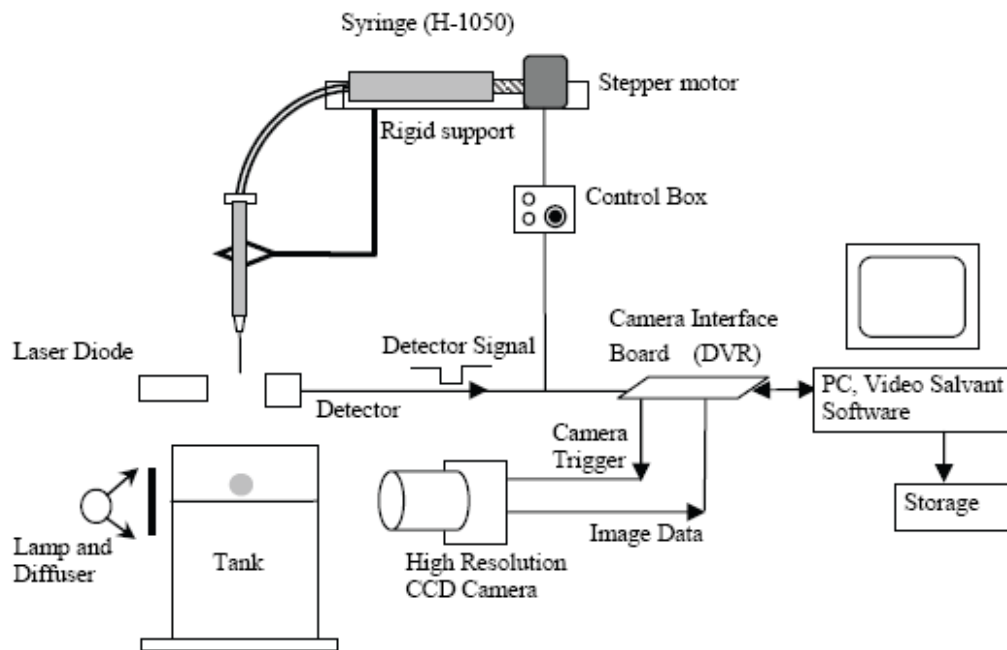 Syringe (H-1050)
Stepper motor
Rigid support
Control Box
Laser Diode
Detector Signal
Camera Interface
Board (DVR)
Detector
PC, Video Salvant
Software
Camera
Trigger
Storage
Image Data
Lamp and
Diffuser
Tank
High Resolution
CCD Camera